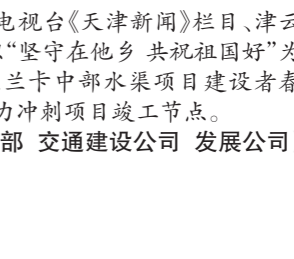 电视台《天津新闻》栏目、津云
“坚守在他乡 共祝祖国好”为
兰卡中部水渠项目建设者春
力冲刺项目竣工节点。
部 交通建设公司 发展公司